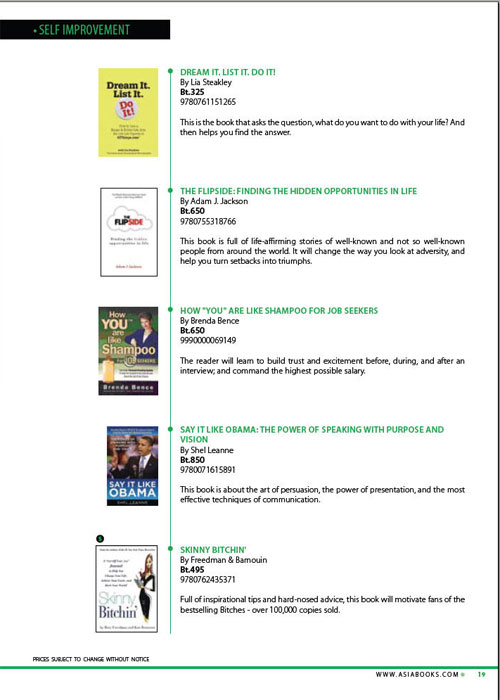 • SELF IMPROVEMENT
Dream It.
List It.
Do
It!
DREAM IT. LIST IT. DO IT!
By Lia Steakley
Bt.325
9780761151265
This is the book that asks the question, what do you want to do with your life? And
then helps you find the answer.
THE
FLIPSIDE
Finding the hidden
opportunities in life
Adam J. Jackson
THE FLIPSIDE: FINDING THE HIDDEN OPPORTUNITIES IN LIFE
By Adam J. Jackson
Bt.650
9780755318766
This book is full of life-affirming stories of well-known and not so well-known
people from around the world. It will change the way you look at adversity, and
help you turn setbacks into triumphs.
How
YOU
are
like
Shampoo
FOR JOB SEEKERS
Brenda Bence
HOW "YOU" ARE LIKE SHAMPOO FOR JOB SEEKERS
By Brenda Bence
Bt.650
9990000069149
The reader will learn to build trust and excitement before, during, and after an
interview; and command the highest possible salary.
SAY IT LIKE
OBAMA
SHEL LEANNE
SAY IT LIKE OBAMA: THE POWER OF SPEAKING WITH PURPOSE AND
VISION
By Shel Leanne
Bt.850
9780071615891
This book is about the art of persuasion, the power of presentation, and the most
effective techniques of communication.
Skinny
Bitchin'
SKINNY BITCHIN'
By Freedman & Barnouin
Bt.495
9780762435371
Full of inspirational tips and hard-nosed advice, this book will motivate fans of the
bestselling Bitches - over 100,000 copies sold.
PRICES SUBJECT TO CHANGE WITHOUT NOTICE
WWW.ASIABOOKS.COM 19